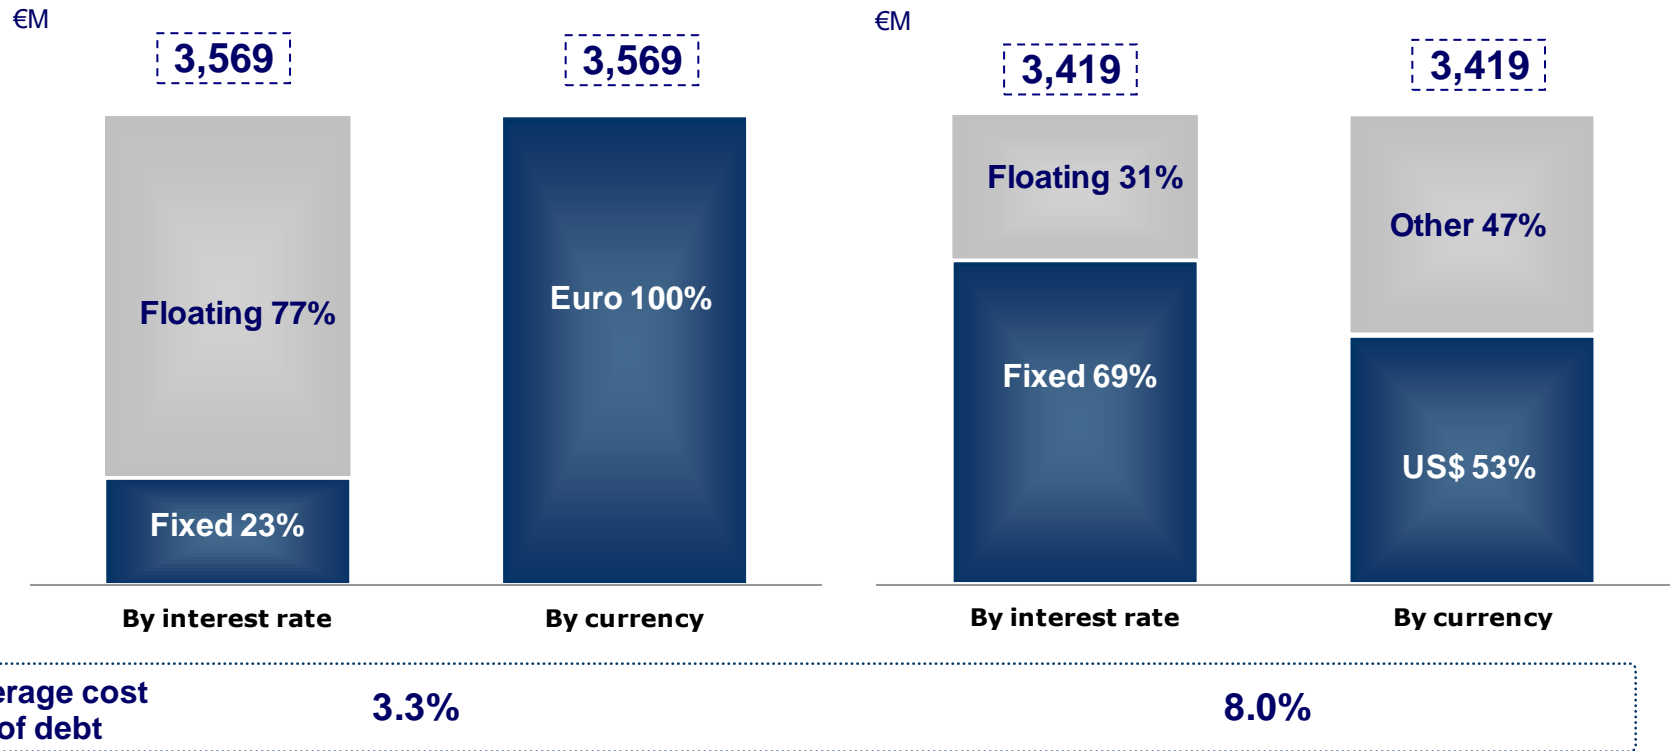 €M
3,569
3,569
Floating 77%
Euro 100%
Fixed 23%
By interest rate
By currency
€M
3,419
3,419
Floating 31%
Other 47%
Fixed 69%
US$ 53%
By interest rate
By currency
cost
of debt
3.3%
8.0%